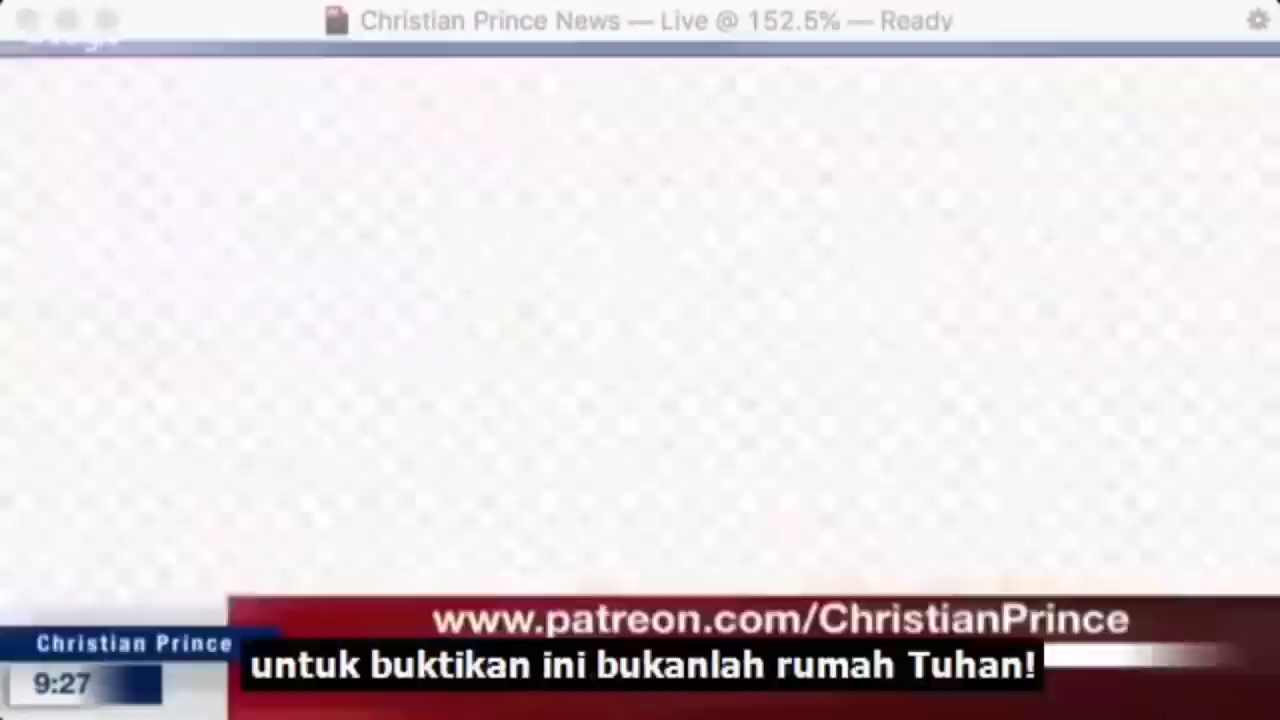 Christian Prince News — Live @ 152.5% — Ready
www.patreon.com/ChristianPrince
Christian Prince
untuk buktikan ini bukanlah rumah Tuhan!
9:27